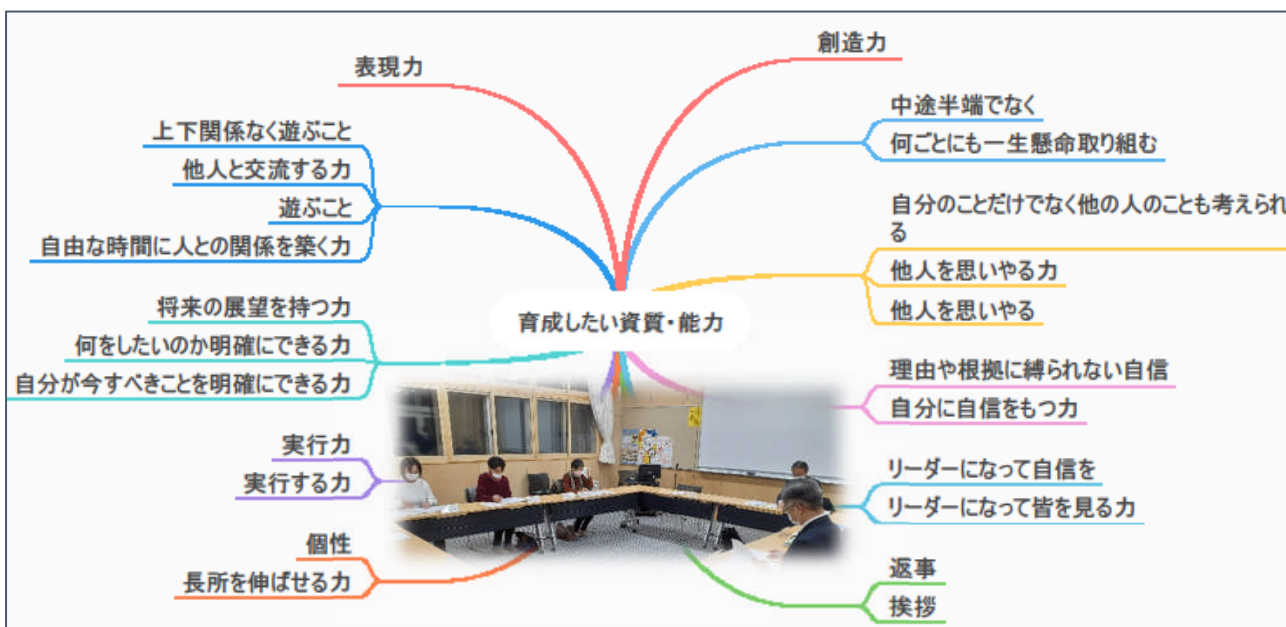 表現力
上下関係なく遊ぶこと
他人と交流する力
遊ぶこと
自由な時間に人との関係を築く力
将来の展望を持つ力
何をしたいのか明確にできる力
自分が今すべきことを明確にできる力
実行力
実行する力
個性
長所を伸ばせる力
育成したい資質・能力
創造力
中途半端でなく
何ごとにも一生懸命取り組む
自分のことだけでなく他の人のことも考えられ
る
他人を思いやる力
他人を思いやる
理由や根拠に縛られない自信
自分に自信をもつ力
リーダーになって自信を
リーダーになって皆を見る力
返事
挨拶